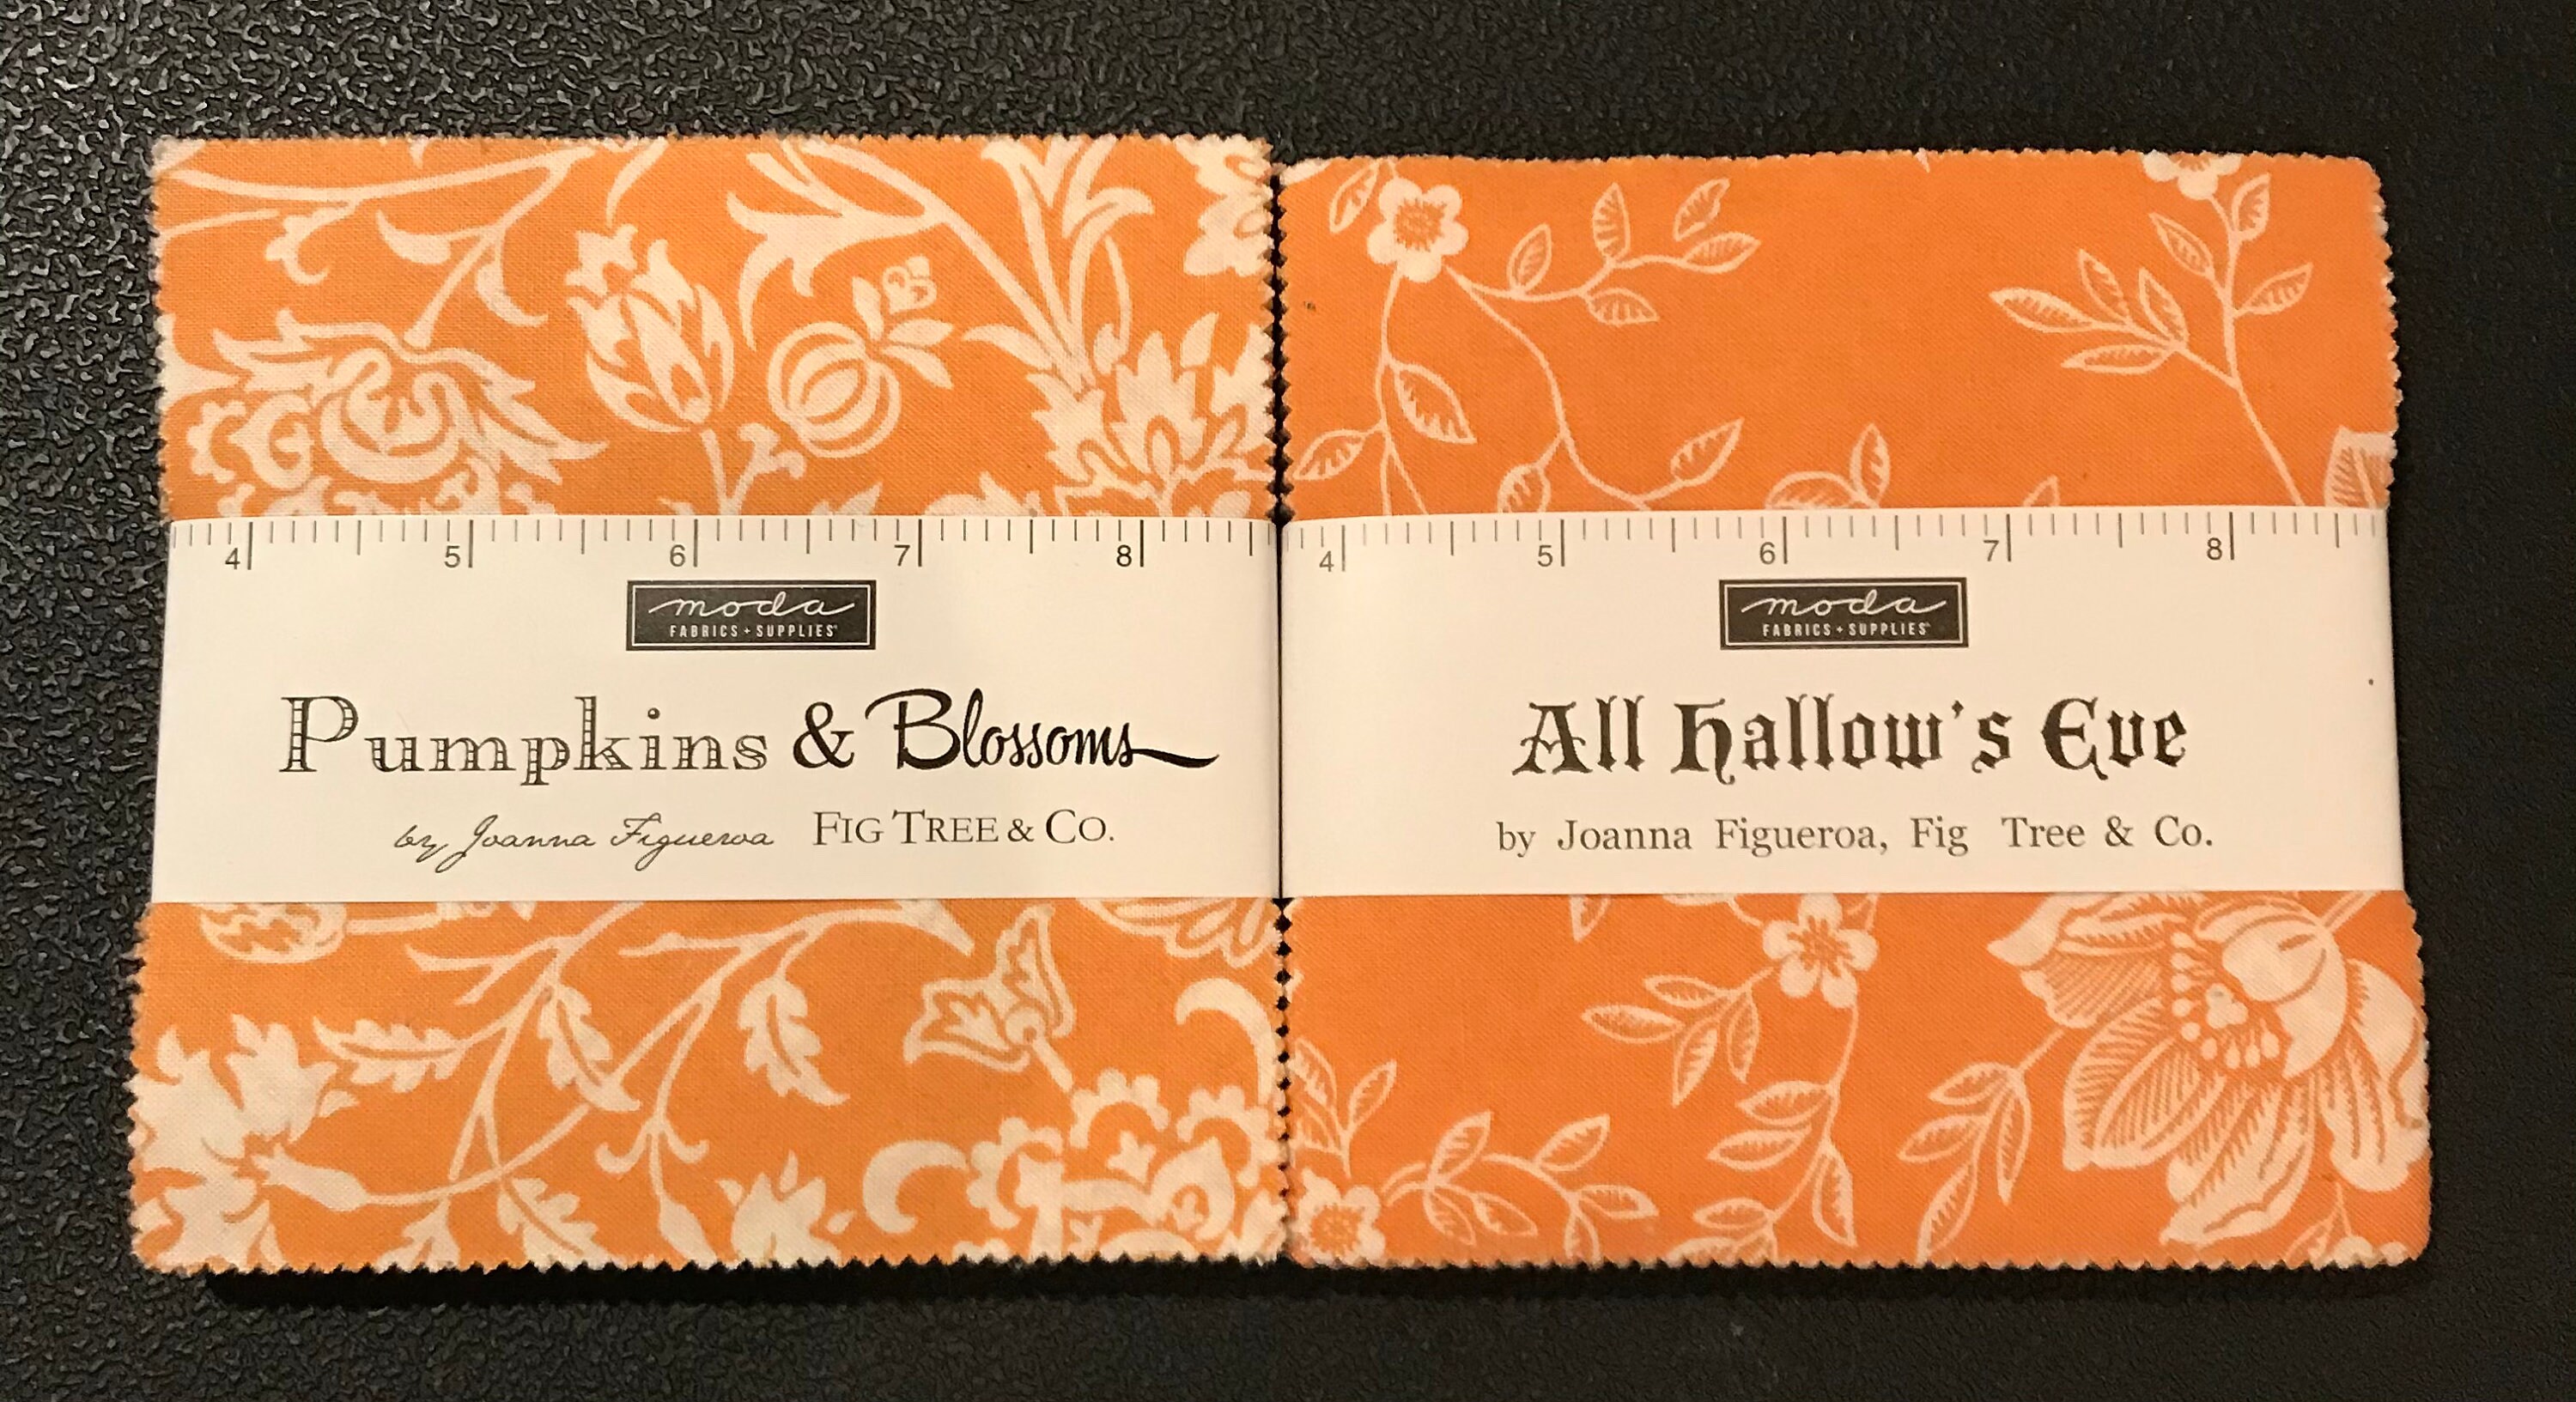 4 5 6 7 8
moda
FABRICS + SUPPLIES
Pumpkins & Blossoms
by Joanna Figueroa FIG TREE & CO.
4 5 6 7 8
moda
FABRICS + SUPPLIES
All Hallow's Eve
by Joanna Figueroa, Fig Tree & Co.